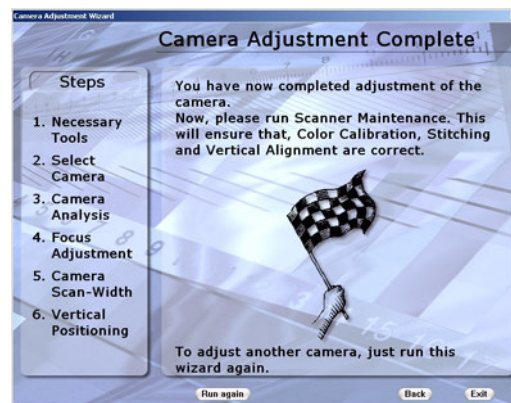 Camera Adjustment Wizard
Camera Adjustment Complete
Steps
1. Necessary
Tools
2. Select
Camera
3. Camera
Analysis
4. Focus
Adjustment
5. Camera
Scan-Width
6. Vertical
Positioning
You have now completed adjustment of the
camera.
Now, please run Scanner Maintenance. This
will ensure that, Color Calibration, Stitching
and Vertical Alignment are correct.
To adjust another camera, just run this
wizard again.
Run again
Back
Exit